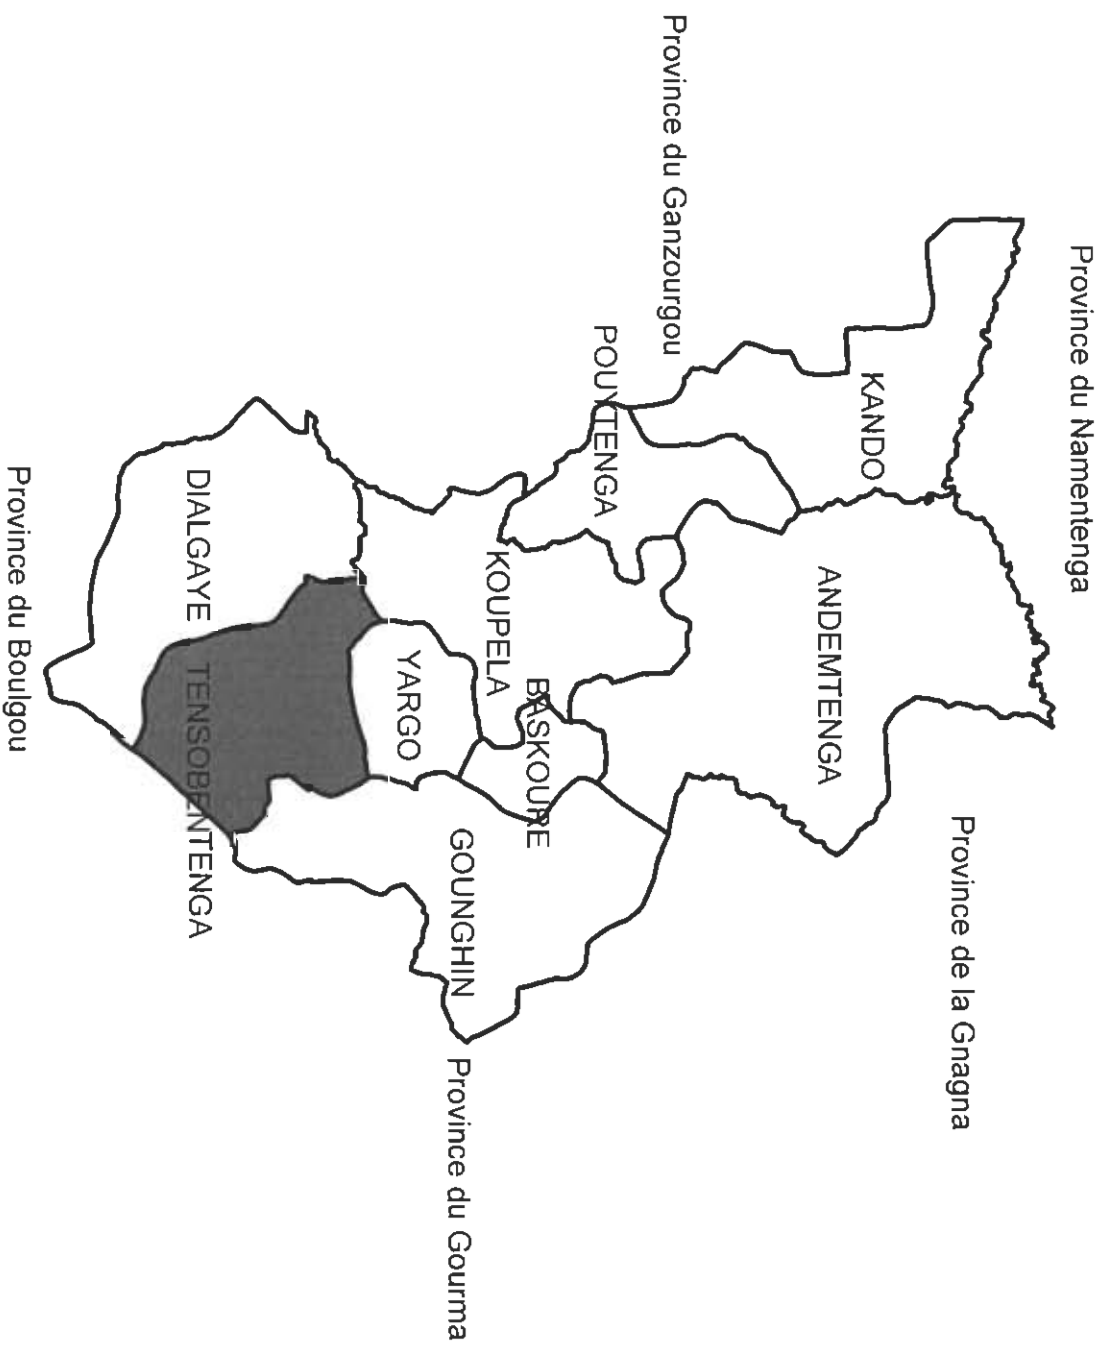 Province du Namentenga
Province de la Gnagna
KANDO
ANDEMTENGA
Province du Ganzourgou
POUYTENGA
BASKOURE
KOUPELA
GOUNGHIN
Province du Gourma
YARGO
DIALGAYE
TENSOBENTENGA
Province du Boulgou